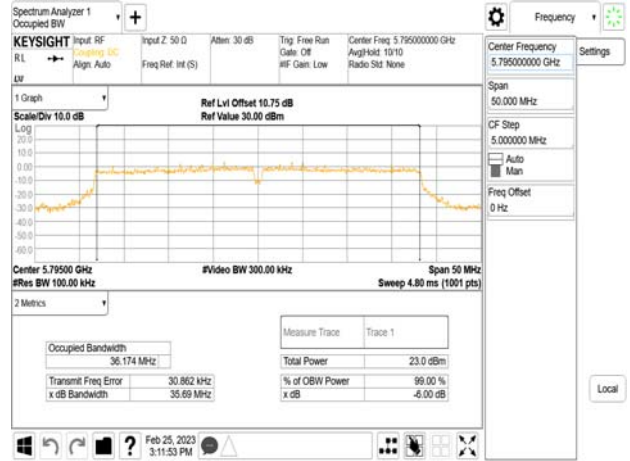 Spectrum Analyzer 1
Occupied BW
Frequency
KEYSIGHT
Input: RF
Coupling: DC
Align: Auto
Input Z: 50 Ω
Freq Ref: Int (S)
Atten: 30 dB
Trig: Free Run
Gate: Off
#IF Gain: Low
Center Freq: 5.795000000 GHz
Avg|Hold: 10/10
Radio Std: None
RL
LXI
Center Frequency
5.795000000 GHz
Settings
Span
50.000 MHz
CF Step
5.000000 MHz
Auto
Man
Freq Offset
0 Hz
1 Graph
Scale/Div 10.0 dB
Ref Lvl Offset 10.75 dB
Ref Value 30.00 dBm
Log
20.0
10.0
0.00
-10.0
-20.0
-30.0
-40.0
-50.0
-60.0
Center 5.79500 GHz
#Res BW 100.00 kHz
#Video BW 300.00 kHz
Span 50 MHz
Sweep 4.80 ms (1001 pts)
2 Metrics
Measure Trace
Trace 1
Occupied Bandwidth
36.174 MHz
Total Power
23.0 dBm
Transmit Freq Error
30.862 kHz
% of OBW Power
99.00 %
x dB Bandwidth
35.69 MHz
x dB
-6.00 dB
Local
?
Feb 25, 2023
3:11:53 PM